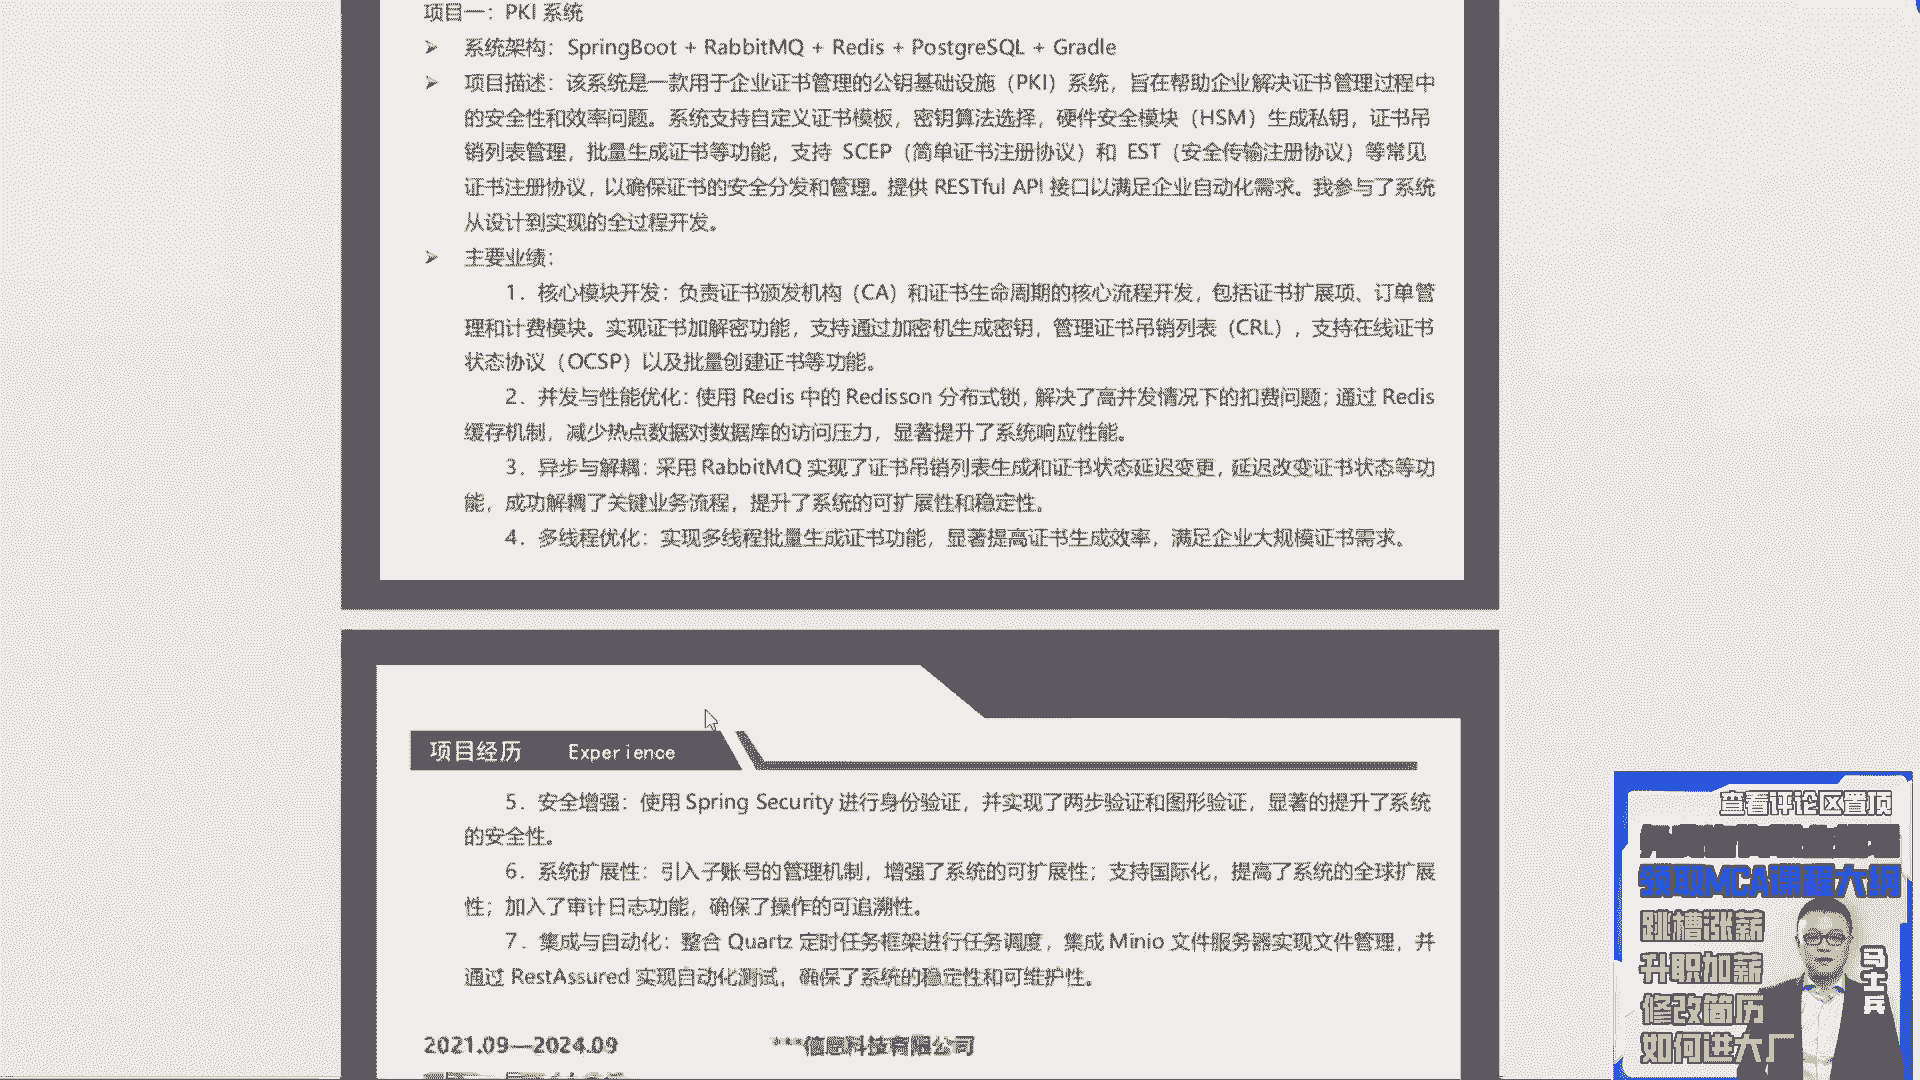 项目一：PKI 系统
➢ 系统架构：SpringBoot + RabbitMQ + Redis + PostgreSQL + Gradle
➢ 项目描述：该系统是一款用于企业证书管理的公钥基础设施（PKI）系统，旨在帮助企业解决证书管理过程中
的安全性和效率问题。系统支持自定义证书模板，密钥算法选择，硬件安全模块（HSM）生成私钥，证书吊
销列表管理，批量生成证书等功能，支持 SCEP（简单证书注册协议）和 EST（安全传输注册协议）等常见
证书注册协议，以确保证书的安全分发和管理。提供 RESTful API 接口以满足企业自动化需求。我参与了系统
从设计到实现的全过程开发。
➢ 主要业绩：
1．核心模块开发：负责证书颁发机构（CA）和证书生命周期的核心流程开发，包括证书扩展项、订单管
理和计费模块。实现证书加解密功能，支持通过加密机生成密钥，管理证书吊销列表（CRL），支持在线证书
状态协议（OCSP）以及批量创建证书等功能。
2．并发与性能优化：使用 Redis 中的 Redisson 分布式锁，解决了高并发情况下的扣费问题；通过 Redis
缓存机制，减少热点数据对数据库的访问压力，显著提升了系统响应性能。
3．异步与解耦：采用 RabbitMQ 实现了证书吊销列表生成和证书状态延迟变更，延迟改变证书状态等功
能，成功解耦了关键业务流程，提升了系统的可扩展性和稳定性。
4．多线程优化：实现多线程批量生成证书功能，显著提高证书生成效率，满足企业大规模证书需求。
项目经历 Experience
5．安全增强：使用 Spring Security 进行身份验证，并实现了两步验证和图形验证，显著的提升了系统
的安全性。
6．系统扩展性：引入子账号的管理机制，增强了系统的可扩展性；支持国际化，提高了系统的全球扩展
性；加入了审计日志功能，确保了操作的可追溯性。
7．集成与自动化：整合 Quartz 定时任务框架进行任务调度，集成 Minio 文件服务器实现文件管理，并
通过 RestAssured 实现自动化测试，确保了系统的稳定性和可维护性。
2021.09—2024.09 ***信息科技有限公司
查看评论区置顶
领取MCA课程大纲
跳槽涨薪
升职加薪
修改简历
如何进大厂
马士兵